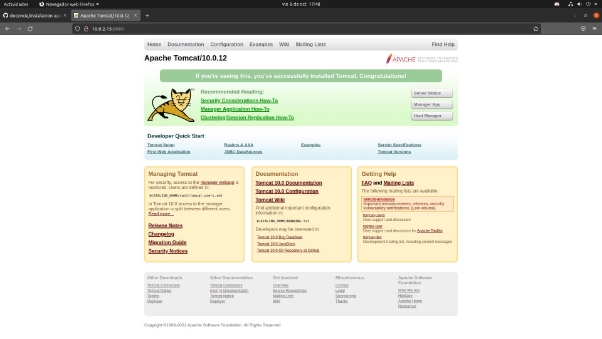 Actividades
Navegador web Firefox
vie 8 de oct 17:48
Apache Tomcat/10.0.12
10.0.2.15:8080
Home Documentation Configuration Examples Wiki Mailing Lists
Find Help
Apache Tomcat/10.0.12
APACHE
If you're seeing this, you've successfully installed Tomcat. Congratulations!
Recommended Reading:
Security Considerations How-To
Manager Application How-To
Clustering/Session Replication How-To
Server Status
Manager App
Host Manager
Developer Quick Start
Tomcat Setup
First Web Application
Realms & AAA
JDBC DataSources
Examples
Servlet Specifications
Tomcat Versions
Managing Tomcat
For security, access to the manager webapp is
restricted. Users are defined in:
$CATALINA_HOME/conf/tomcat-users.xml
In Tomcat 10.0 access to the manager
application is split between different users.
Read more...
Release Notes
Changelog
Migration Guide
Security Notices
Documentation
Tomcat 10.0 Documentation
Tomcat 10.0 Configuration
Tomcat Wiki
Find additional important configuration
information in:
$CATALINA_HOME/RUNNING.txt
Developers may be interested in:
Tomcat 10.0 Bug Database
Tomcat 10.0 JavaDocs
Tomcat 10.0 Git Repository at GitHub
Getting Help
FAQ and Mailing Lists
The following mailing lists are available:
tomcat-announce
Important announcements, releases, security
vulnerability notifications. (Low volume).
tomcat-users
User support and discussion
taglibs-user
User support and discussion for Apache Taglibs
tomcat-dev
Development mailing list, including commit messages
Other Downloads
Tomcat Connectors
Tomcat Native
Taglibs
Deployer
Other Documentation
Tomcat Connectors
mod_jk Documentation
Tomcat Native
Deployer
Get Involved
Overview
Source Repositories
Mailing Lists
Wiki
Miscellaneous
Contact
Legal
Sponsorship
Thanks
Apache Software
Foundation
Who We Are
Heritage
Apache Home
Resources
Copyright ©1999-2021 Apache Software Foundation. All Rights Reserved